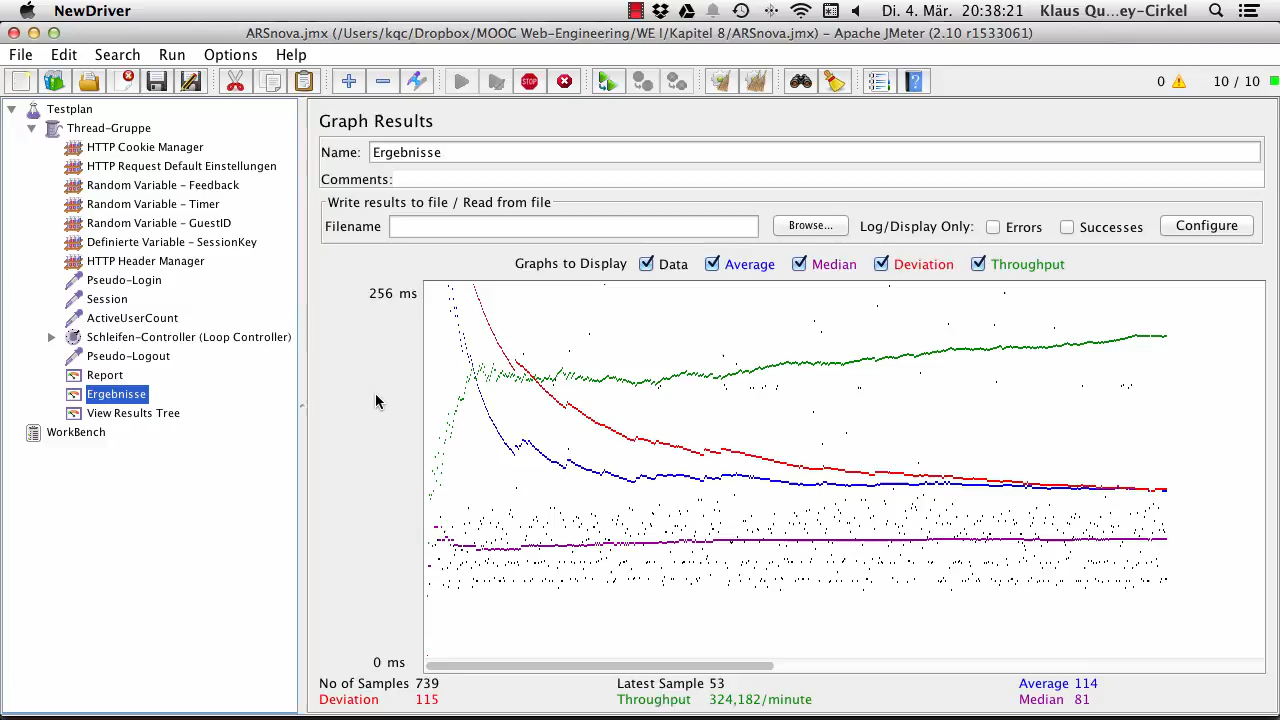 NewDriver
Di. 4. Mär. 20:38:21 Klaus Qu...ey-Cirkel
ARSnova.jmx (/Users/kqc/Dropbox/MOOC Web-Engineering/WE I/Kapitel 8/ARSnova.jmx) - Apache JMeter (2.10 r1533061)
File Edit Search Run Options Help
STOP
0 10 / 10
Testplan
Thread-Gruppe
HTTP Cookie Manager
HTTP Request Default Einstellungen
Random Variable - Feedback
Random Variable - Timer
Random Variable - GuestID
Definierte Variable - SessionKey
HTTP Header Manager
Pseudo-Login
Session
ActiveUserCount
Schleifen-Controller (Loop Controller)
Pseudo-Logout
Report
Ergebnisse
View Results Tree
WorkBench
Graph Results
Name: Ergebnisse
Comments:
Write results to file / Read from file
Filename Browse... Log/Display Only: Errors Successes Configure
Graphs to Display Data Average Median Deviation Throughput
256 ms
0 ms
No of Samples 739 Latest Sample 53 Average 114
Deviation 115 Throughput 324,182/minute Median 81